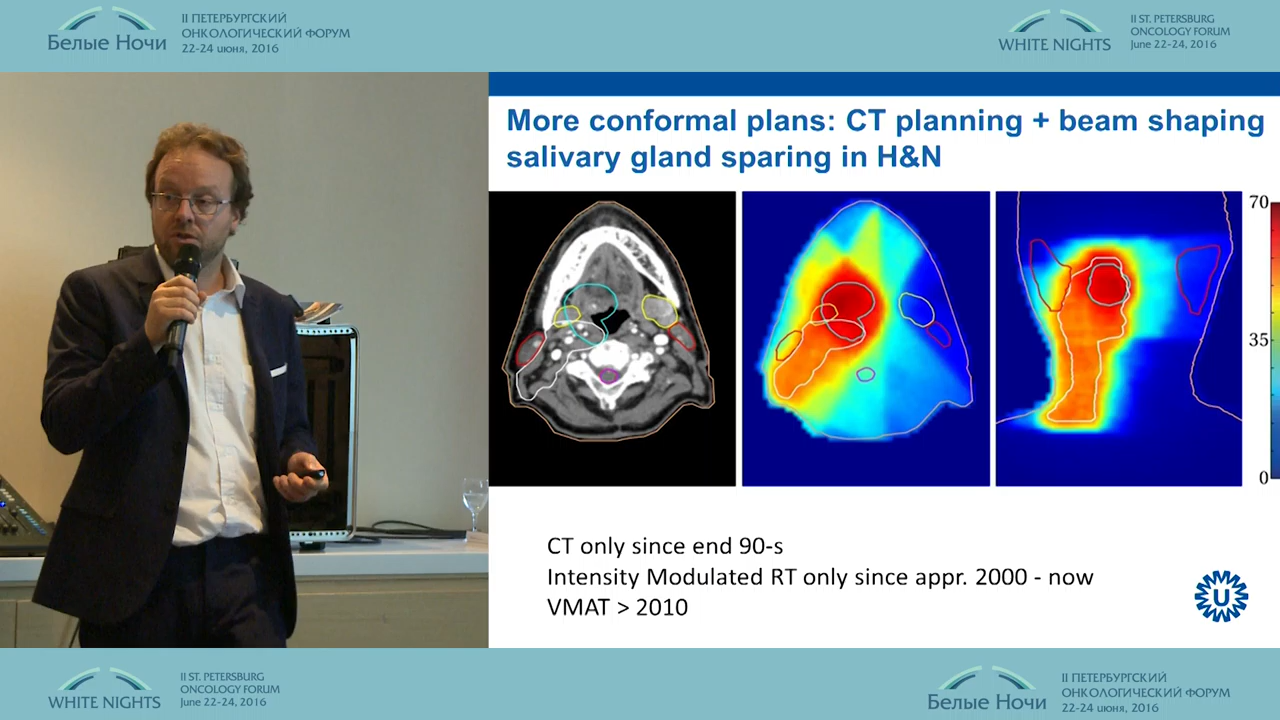 II ПЕТЕРБУРГСКИЙ
ОНКОЛОГИЧЕСКИЙ ФОРУМ
Белые Ночи
22-24 июня, 2016
II ST. PETERSBURG
ONCOLOGY FORUM
WHITE NIGHTS
June 22-24, 2016
More conformal plans: CT planning + beam shaping
salivary gland sparing in H&N
70
35
0
CT only since end 90-s
Intensity Modulated RT only since appr. 2000 - now
VMAT > 2010
U
II ST. PETERSBURG
ONCOLOGY FORUM
WHITE NIGHTS
June 22-24, 2016
II ПЕТЕРБУРГСКИЙ
ОНКОЛОГИЧЕСКИЙ ФОРУМ
Белые Ночи
22-24 июня, 2016